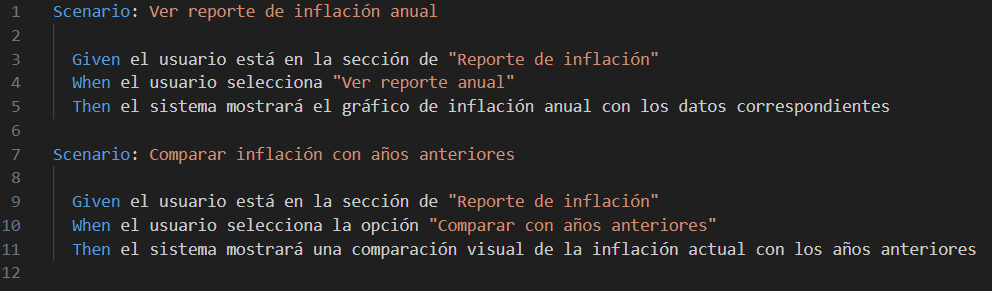 1 Scenario: Ver reporte de inflación anual
2
3 Given el usuario está en la sección de "Reporte de inflación"
4 When el usuario selecciona "Ver reporte anual"
5 Then el sistema mostrará el gráfico de inflación anual con los datos correspondientes
6
7 Scenario: Comparar inflación con años anteriores
8
9 Given el usuario está en la sección de "Reporte de inflación"
10 When el usuario selecciona la opción "Comparar con años anteriores"
11 Then el sistema mostrará una comparación visual de la inflación actual con los años anteriores
12